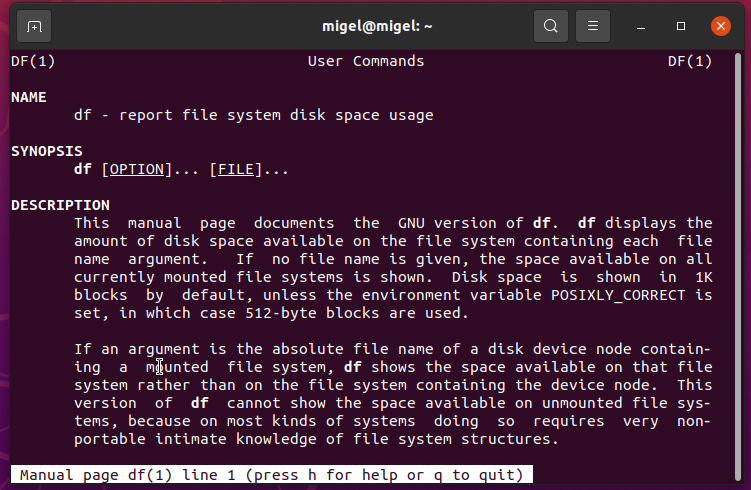 migel@migel: ~
DF(1) User Commands DF(1)
NAME
df - report file system disk space usage
SYNOPSIS
df [OPTION]... [FILE]...
DESCRIPTION
This manual page documents the GNU version of df. df displays the
amount of disk space available on the file system containing each file
name argument. If no file name is given, the space available on all
currently mounted file systems is shown. Disk space is shown in 1K
blocks by default, unless the environment variable POSIXLY_CORRECT is
set, in which case 512-byte blocks are used.
If an argument is the absolute file name of a disk device node contain-
ing a mounted file system, df shows the space available on that file
system rather than on the file system containing the device node. This
version of df cannot show the space available on unmounted file sys-
tems, because on most kinds of systems doing so requires very non-
portable intimate knowledge of file system structures.
Manual page df(1) line 1 (press h for help or q to quit)